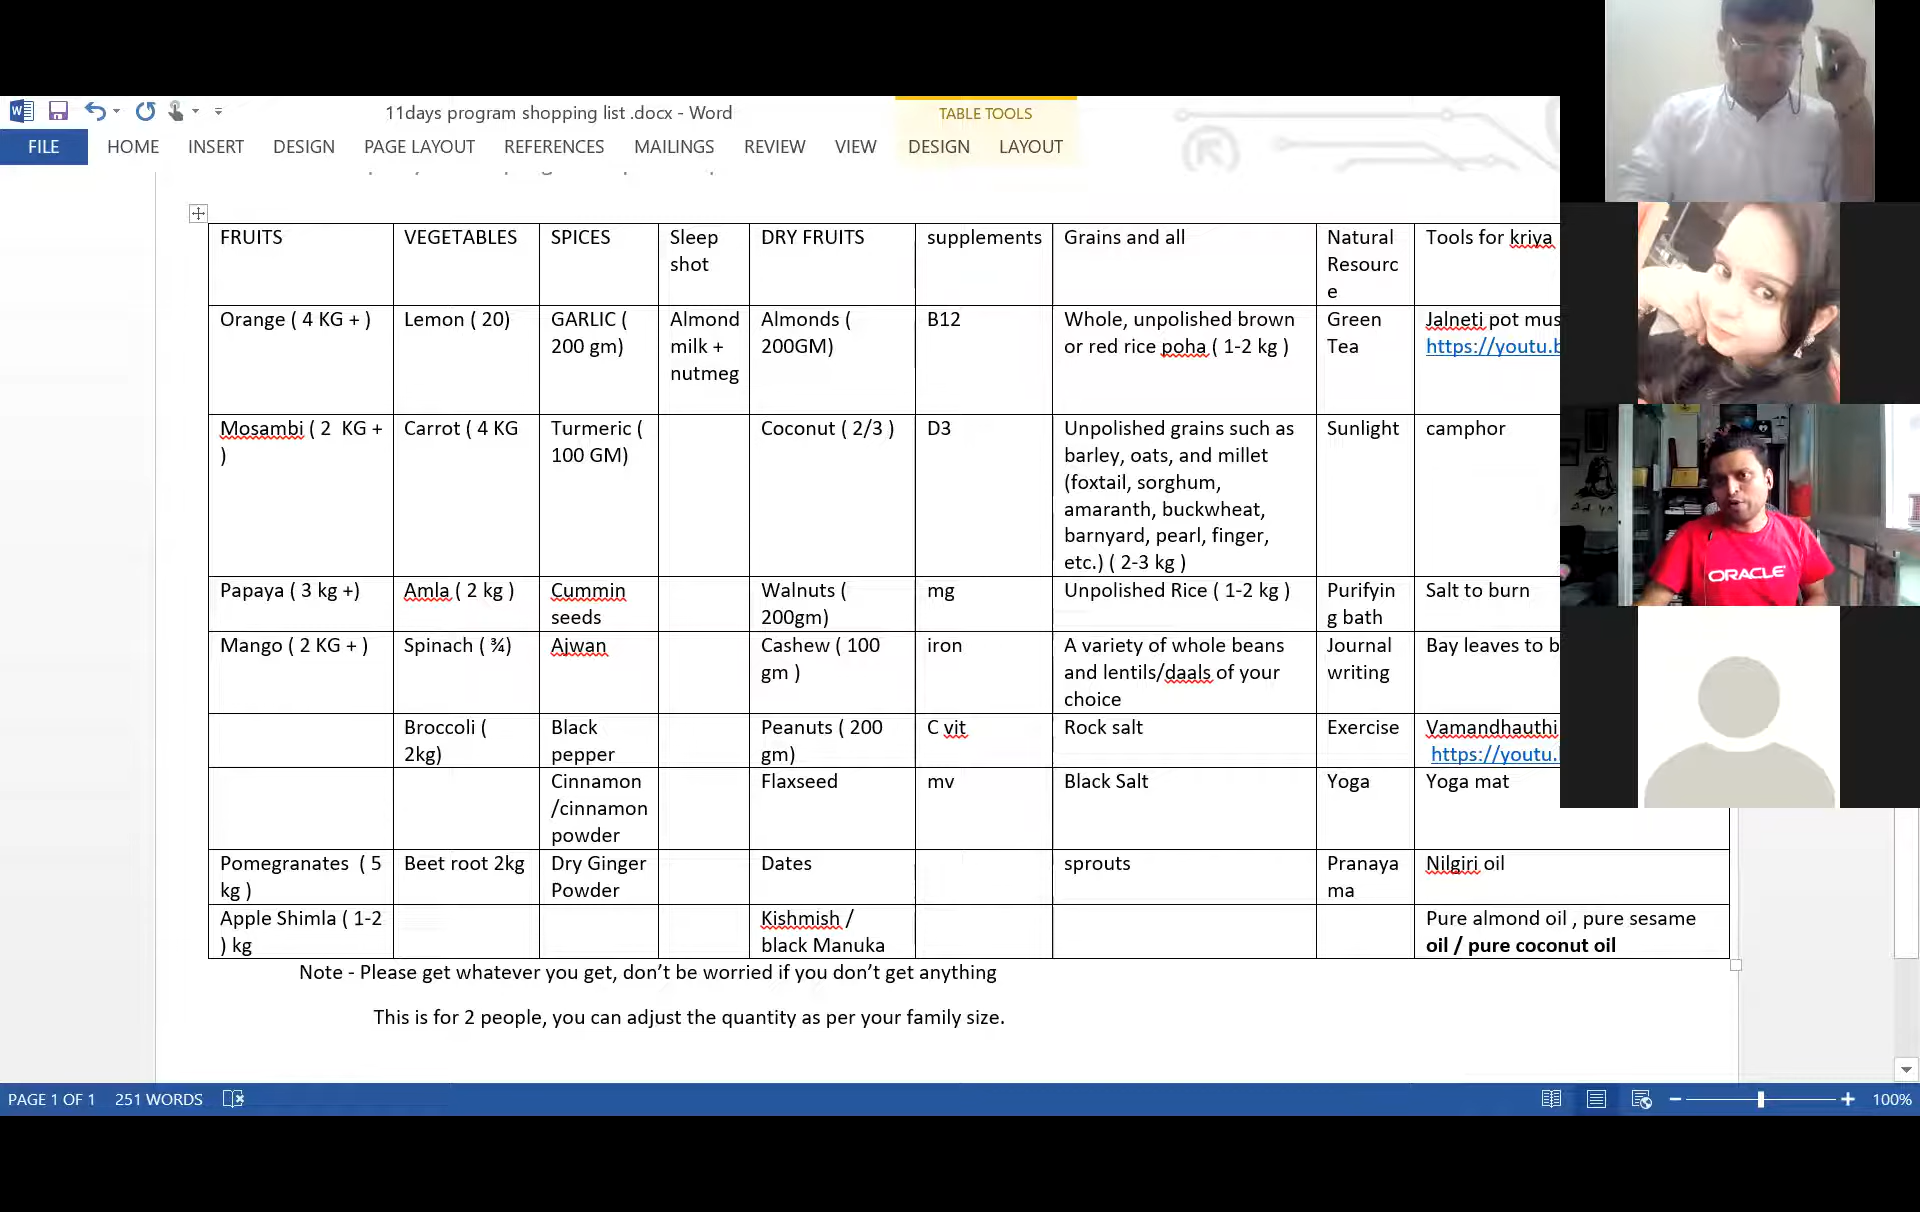 11days program shopping list .docx - Word
TABLE TOOLS
FILE
HOME
INSERT
DESIGN
PAGE LAYOUT
REFERENCES
MAILINGS
REVIEW
VIEW
DESIGN
LAYOUT
FRUITS
VEGETABLES
SPICES
Sleep
shot
DRY FRUITS
supplements
Grains and all
Natural
Resourc
e
Tools for kriya
Orange ( 4 KG + )
Lemon ( 20)
GARLIC (
200 gm)
Almond
milk +
nutmeg
Almonds (
200GM)
B12
Whole, unpolished brown
or red rice poha ( 1-2 kg )
Green
Tea
Jalneti pot
https://youtu.
Mosambi ( 2  KG +
)
Carrot ( 4 KG
Turmeric (
100 GM)
Coconut ( 2/3 )
D3
Unpolished grains such as
barley, oats, and millet
(foxtail, sorghum,
amaranth, buckwheat,
barnyard, pearl, finger,
etc.) ( 2-3 kg )
Sunlight
camphor
Papaya ( 3 kg +)
Amla ( 2 kg )
Cummin
seeds
Walnuts (
200gm)
mg
Unpolished Rice ( 1-2 kg )
Purifyin
g bath
Salt to burn
Mango ( 2 KG + )
Spinach ( ¾)
Ajwan
Cashew ( 100
gm )
iron
A variety of whole beans
and lentils/daals of your
choice
Journal
writing
Bay leaves to b
Broccoli (
2kg)
Black
pepper
Peanuts ( 200
gm)
C vit
Rock salt
Exercise
Vamandhauthi
https://youtu.
Cinnamon
/cinnamon
powder
Flaxseed
mv
Black Salt
Yoga
Yoga mat
Pomegranates  ( 5
kg )
Beet root 2kg
Dry Ginger
Powder
Dates
sprouts
Pranaya
ma
Nilgiri oil
Apple Shimla ( 1-2
) kg
Kishmish /
black Manuka
Pure almond oil , pure sesame
oil / pure coconut oil
Note - Please get whatever you get, don’t be worried if you don’t get anything
This is for 2 people, you can adjust the quantity as per your family size.
PAGE 1 OF 1
251 WORDS
100%
ORACLE